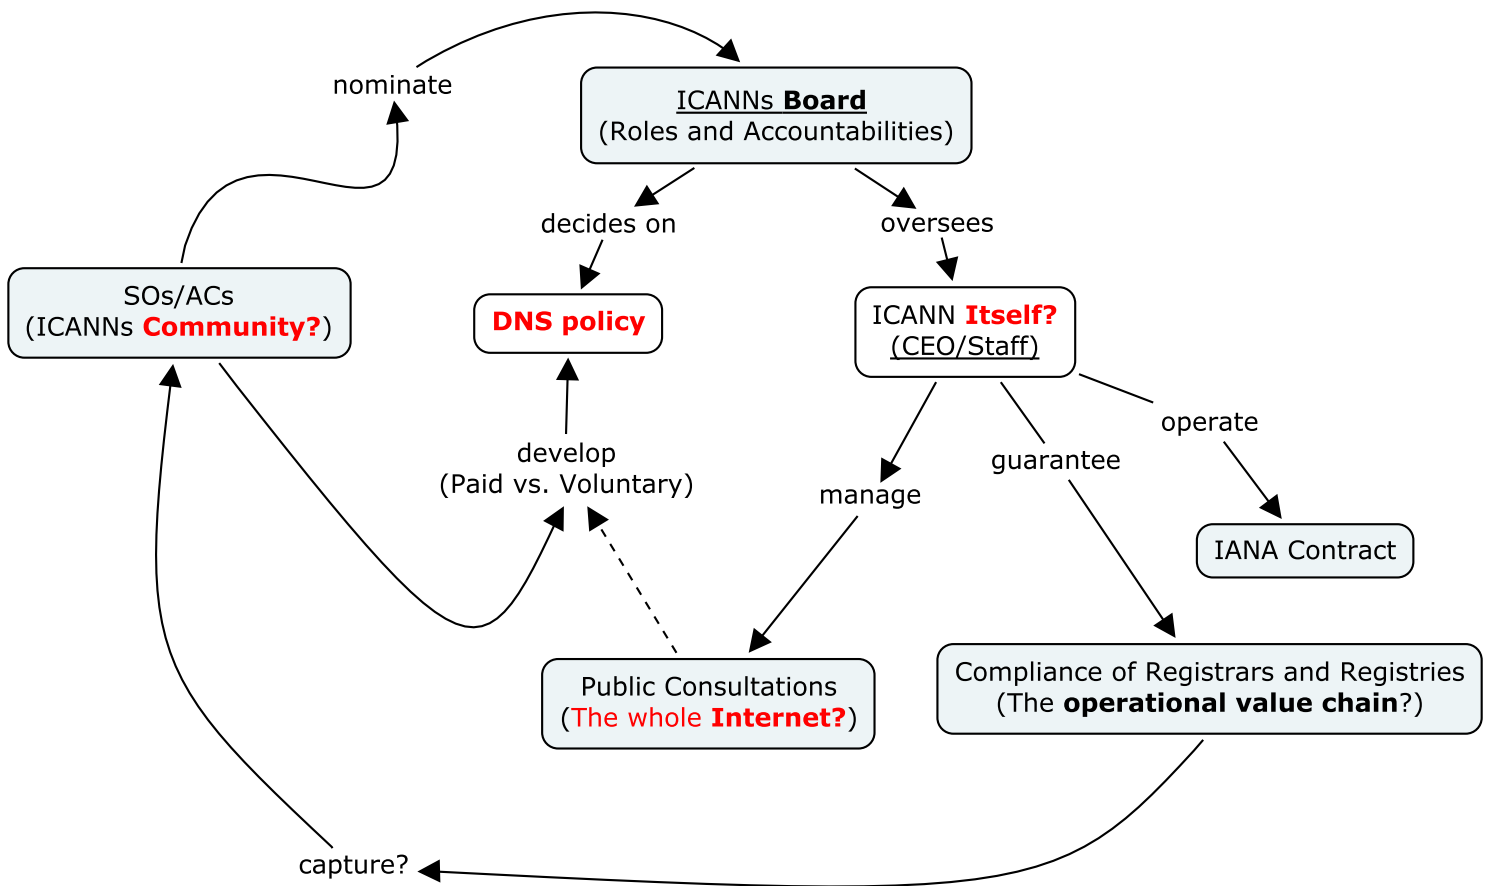 nominate
ICANNs Board
(Roles and Accountabilities)
decides on
oversees
SOs/ACs
(ICANNs Community?)
DNS policy
ICANN Itself?
(CEO/Staff)
operate
develop
(Paid vs. Voluntary)
guarantee
manage
IANA Contract
Public Consultations
(The whole Internet?)
Compliance of Registrars and Registries
(The operational value chain?)
capture?